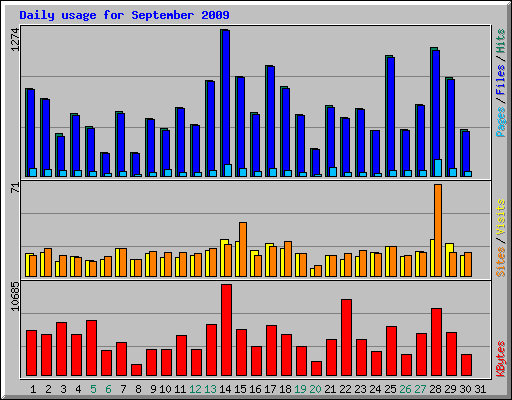 Daily usage for September 2009
1274
Pages / Files / Hits
71
Sites / Visits
10685
KBytes
1 2 3 4 5 6 7 8 9 10 11 12 13 14 15 16 17 18 19 20 21 22 23 24 25 26 27 28 29 30 31